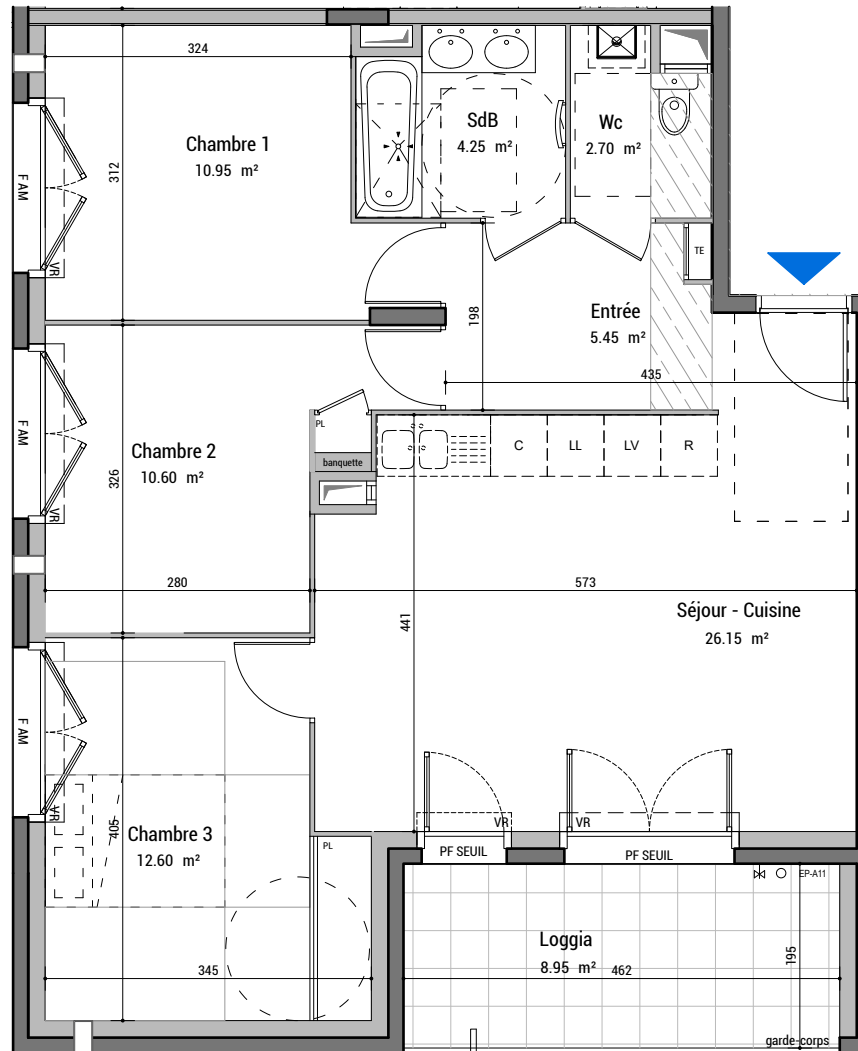 324
Chambre 1
10.95 m²
312
F AM
VR
SdB
4.25 m²
Wc
2.70 m²
TE
Entrée
5.45 m²
198
435
Chambre 2
10.60 m²
326
F AM
VR
PL
banquette
C
LL
LV
R
280
573
441
Séjour - Cuisine
26.15 m²
F AM
VR
Chambre 3
12.60 m²
405
PL
345
VR
VR
PF SEUIL
PF SEUIL
EP-A11
Loggia
8.95 m²
462
195
garde-corps